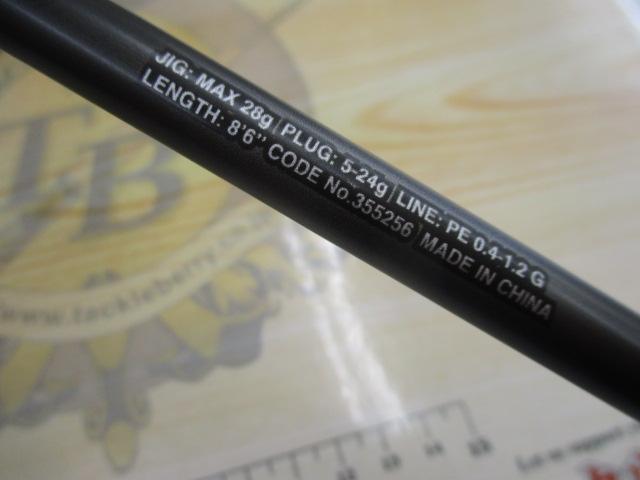 JIG: MAX 28g | PLUG: 5-24g | LINE: PE 0.4-1.2 G
LENGTH: 8'6" CODE No.355256 | MADE IN CHINA
TB
www.tackleberry.co.jp